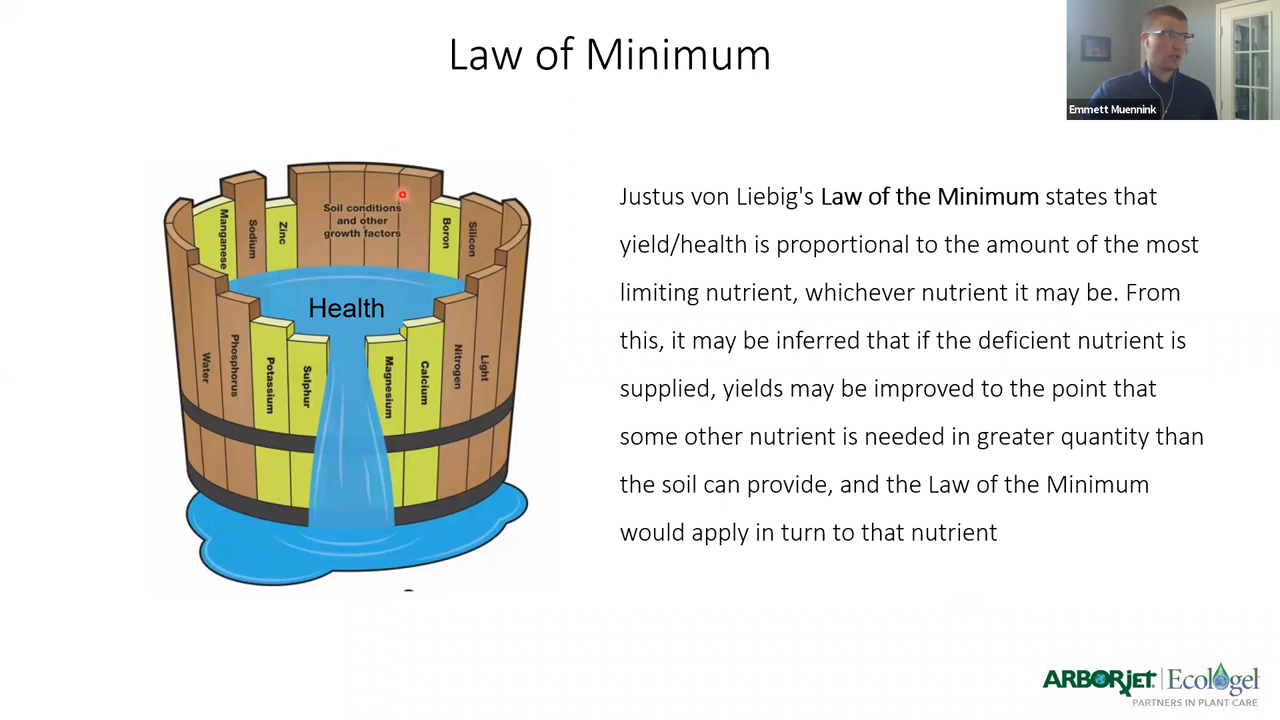 Law of Minimum
Emmett Muennink
Manganese
Sodium
Zinc
Soil conditions
and other
growth factors
Boron
Silicon
Health
Water
Phosphorus
Potassium
Sulphur
Magnesium
Calcium
Nitrogen
Light
Justus von Liebig's Law of the Minimum states that
yield/health is proportional to the amount of the most
limiting nutrient, whichever nutrient it may be. From
this, it may be inferred that if the deficient nutrient is
supplied, yields may be improved to the point that
some other nutrient is needed in greater quantity than
the soil can provide, and the Law of the Minimum
would apply in turn to that nutrient
ARBORjet | Ecologel
PARTNERS IN PLANT CARE